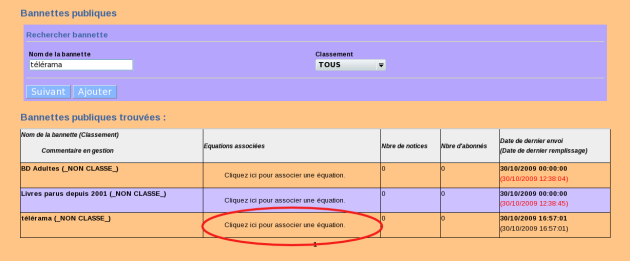 Bannettes publiques
Rechercher bannette
Nom de la bannette Classement
télérama TOUS
Suivant Ajouter
Bannettes publiques trouvées :
Nom de la bannette (Classement)
Commentaire en gestion
Equations associées
Nbre de notices
Nbre d'abonnés
Date de dernier envoi
(Date de dernier remplissage)
BD Adultes (_NON CLASSE_)
Cliquez ici pour associer une équation.
0
0
30/10/2009 00:00:00
(30/10/2009 12:38:04)
Livres parus depuis 2001 (_NON CLASSE_)
Cliquez ici pour associer une équation.
0
0
30/10/2009 00:00:00
(30/10/2009 12:38:45)
télérama (_NON CLASSE_)
Cliquez ici pour associer une équation.
0
0
30/10/2009 16:57:01
(30/10/2009 16:57:01)
1